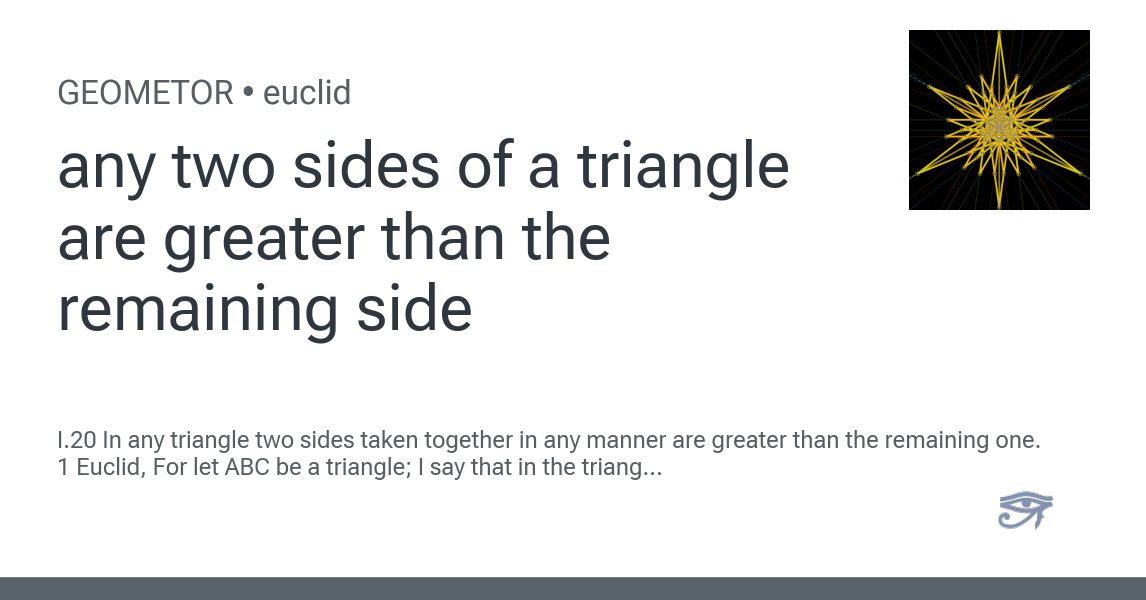 GEOMETOR • euclid
any two sides of a triangle
are greater than the
remaining side
I.20 In any triangle two sides taken together in any manner are greater than the remaining one.
1 Euclid, For let ABC be a triangle; I say that in the triang...